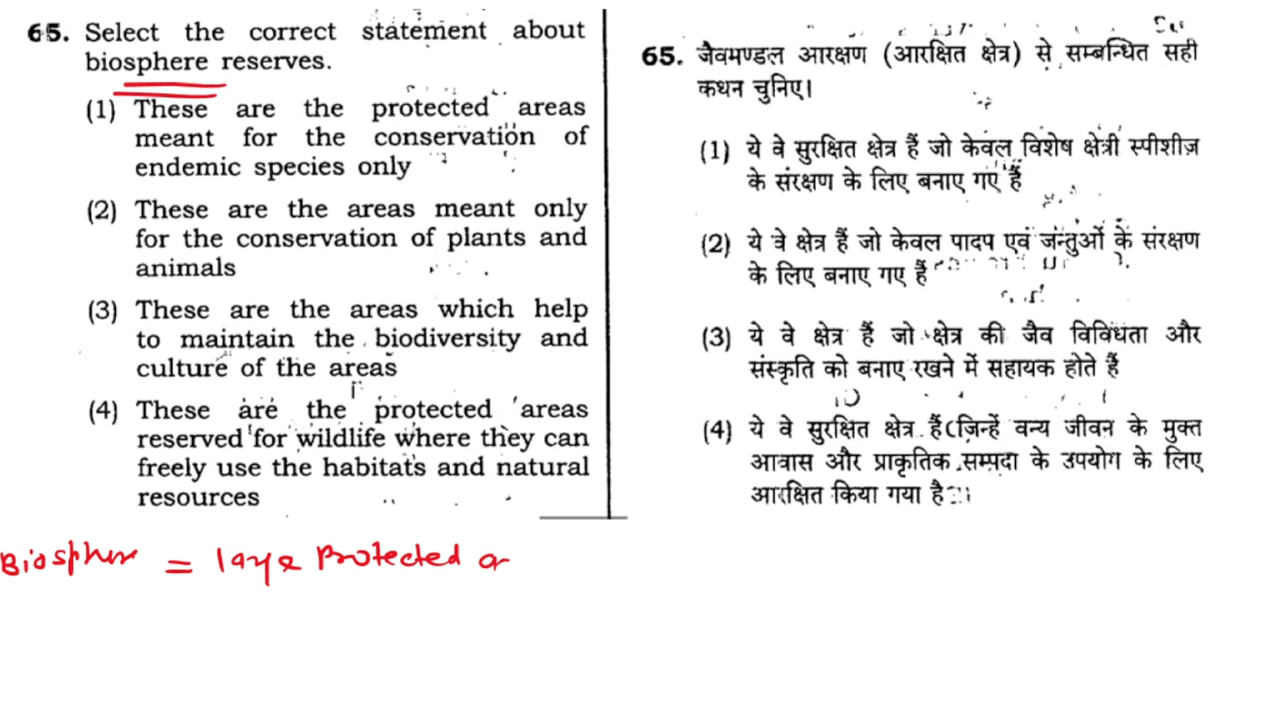 65. Select the correct statement about
biosphere reserves.
(1) These are the protected areas
meant for the conservation of
endemic species only
(2) These are the areas meant only
for the conservation of plants and
animals
(3) These are the areas which help
to maintain the biodiversity and
culture of the areas
(4) These are the protected areas
reserved for wildlife where they can
freely use the habitats and natural
resources
65. जैवमण्डल आरक्षण (आरक्षित क्षेत्र) से सम्बन्धित सही
कथन चुनिए।
(1) ये वे सुरक्षित क्षेत्र हैं जो केवल विशेष क्षेत्री स्पीशीज़
के संरक्षण के लिए बनाए गए हैं
(2) ये वे क्षेत्र हैं जो केवल पादप एवं जन्तुओं के संरक्षण
के लिए बनाए गए हैं
(3) ये वे क्षेत्र हैं जो क्षेत्र की जैव विविधता और
संस्कृति को बनाए रखने में सहायक होते हैं
(4) ये वे सुरक्षित क्षेत्र हैं जिन्हें वन्य जीवन के मुक्त
आवास और प्राकृतिक सम्पदा के उपयोग के लिए
आरक्षित किया गया है
= Protected